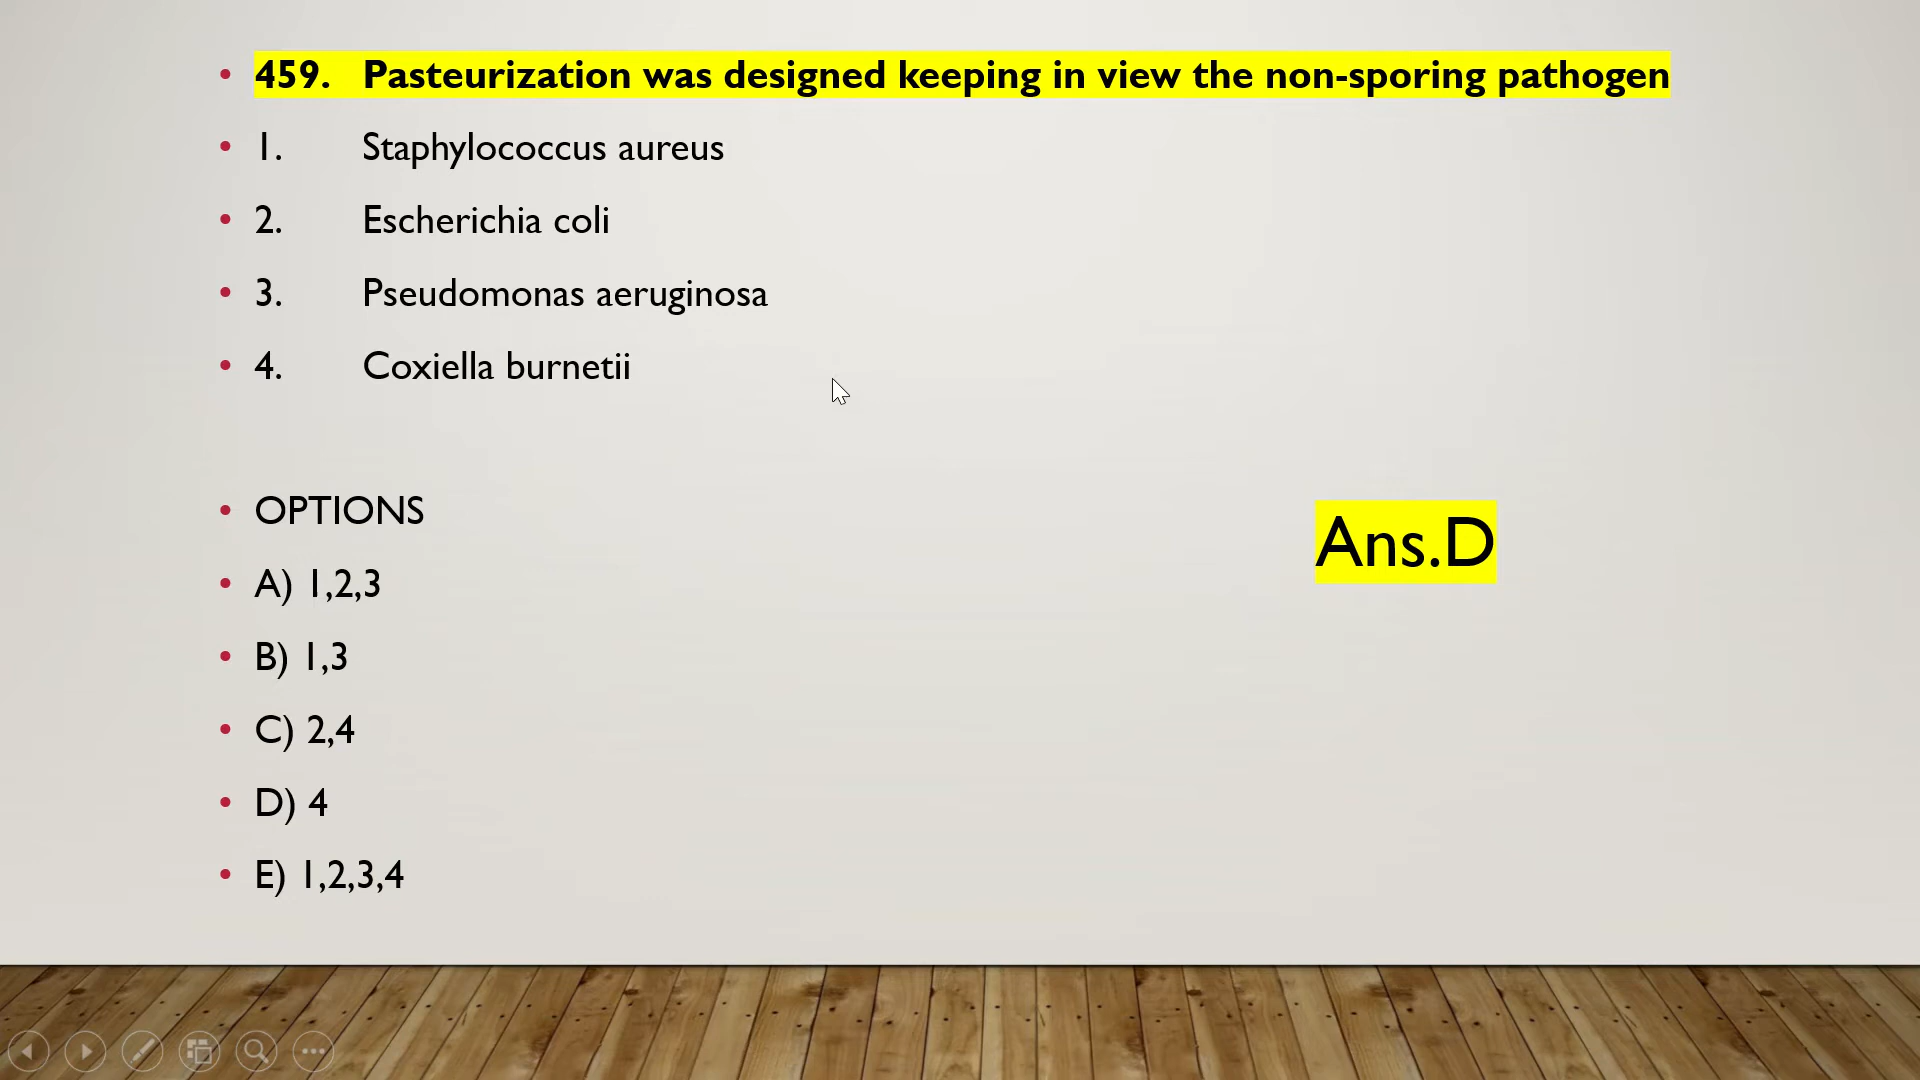 459. Pasteurization was designed keeping in view the non-sporing pathogen
1. Staphylococcus aureus
2. Escherichia coli
3. Pseudomonas aeruginosa
4. Coxiella burnetii
OPTIONS
Ans.D
A) 1,2,3
B) 1,3
C) 2,4
D) 4
E) 1,2,3,4